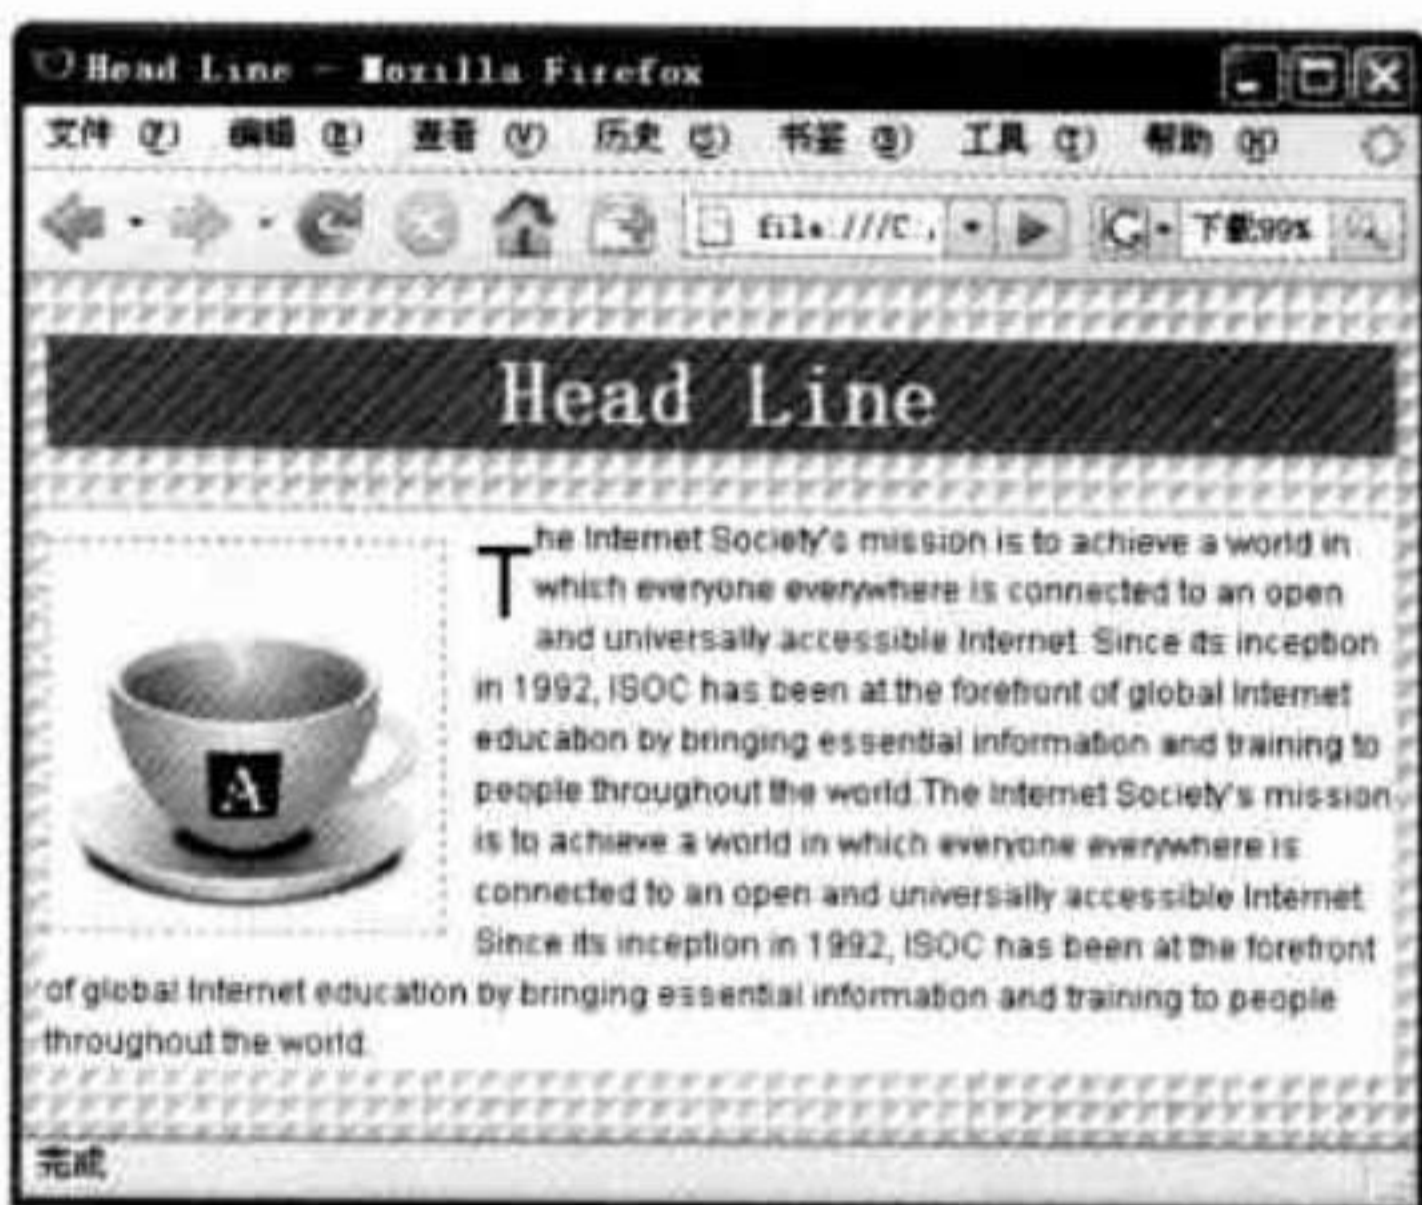 Head Line - Mozilla Firefox
文件 (F) 编辑 (E) 查看 (V) 历史 (S) 书签 (B) 工具 (T) 帮助 (H)
file:///C:/ 下载:99%
Head Line
The Internet Society's mission is to achieve a world in
which everyone everywhere is connected to an open
and universally accessible Internet. Since its inception
in 1992, ISOC has been at the forefront of global Internet
education by bringing essential information and training to
people throughout the world.The Internet Society's mission
is to achieve a world in which everyone everywhere is
connected to an open and universally accessible Internet.
Since its inception in 1992, ISOC has been at the forefront
of global Internet education by bringing essential information and training to people
throughout the world.
A
完成